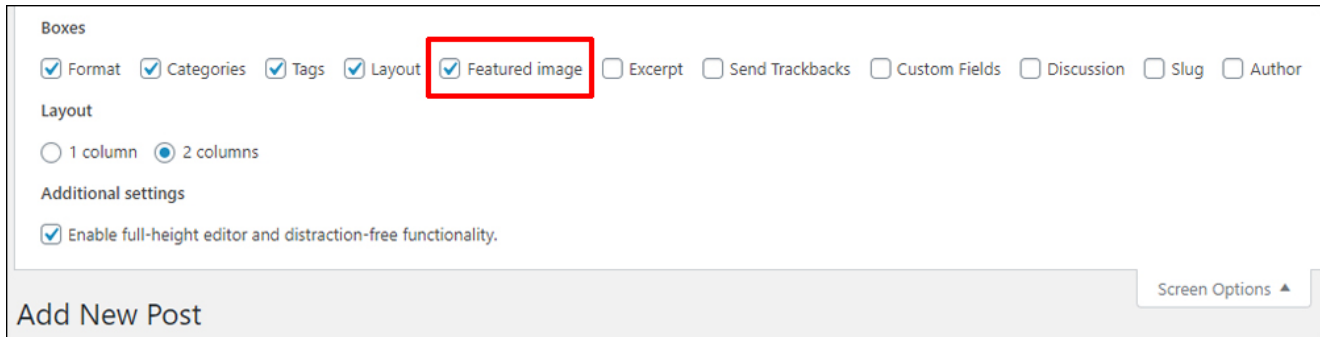 Boxes
Format Categories Tags Layout Featured image Excerpt Send Trackbacks Custom Fields Discussion Slug Author
Layout
1 column 2 columns
Additional settings
Enable full-height editor and distraction-free functionality.
Screen Options
Add New Post